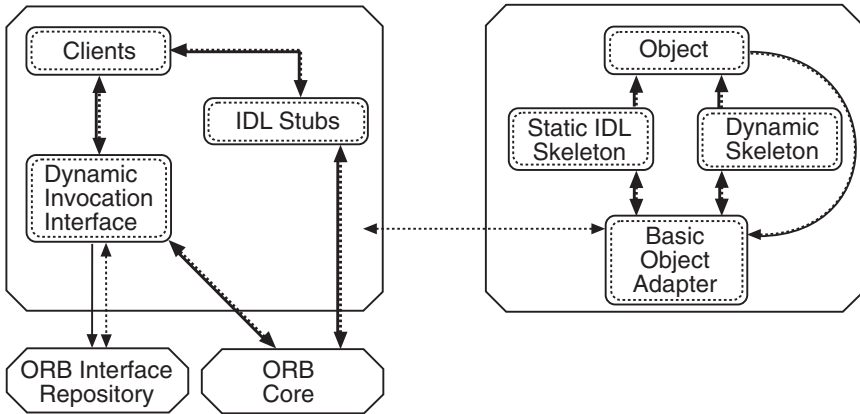 Clients
IDL Stubs
Dynamic
Invocation
Interface
ORB Interface
Repository
ORB
Core
Object
Static IDL
Skeleton
Dynamic
Skeleton
Basic
Object
Adapter